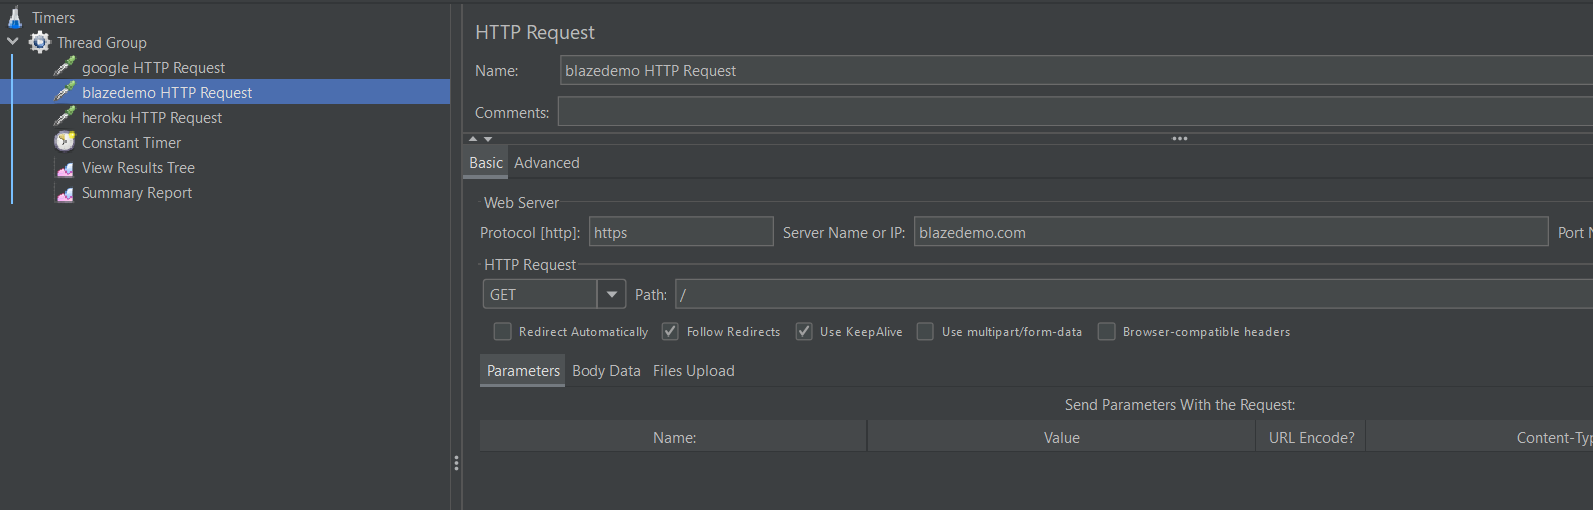 Timers
Thread Group
google HTTP Request
blazedemo HTTP Request
heroku HTTP Request
Constant Timer
View Results Tree
Summary Report
HTTP Request
Name: blazedemo HTTP Request
Comments:
Basic Advanced
Web Server
Protocol [http]: https Server Name or IP: blazedemo.com Port N
HTTP Request
GET Path: /
Redirect Automatically Follow Redirects Use KeepAlive Use multipart/form-data Browser-compatible headers
Parameters Body Data Files Upload
Send Parameters With the Request:
Name: Value URL Encode? Content-Typ